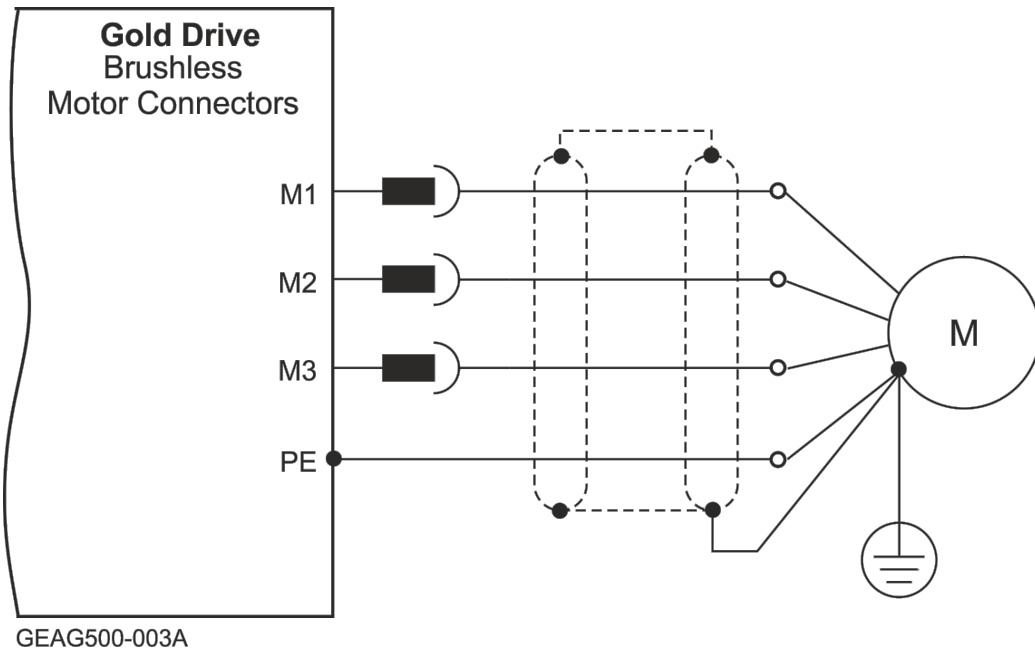 Gold Drive
Brushless
Motor Connectors
M1
M2
M3
PE
M
GEAG500-003A